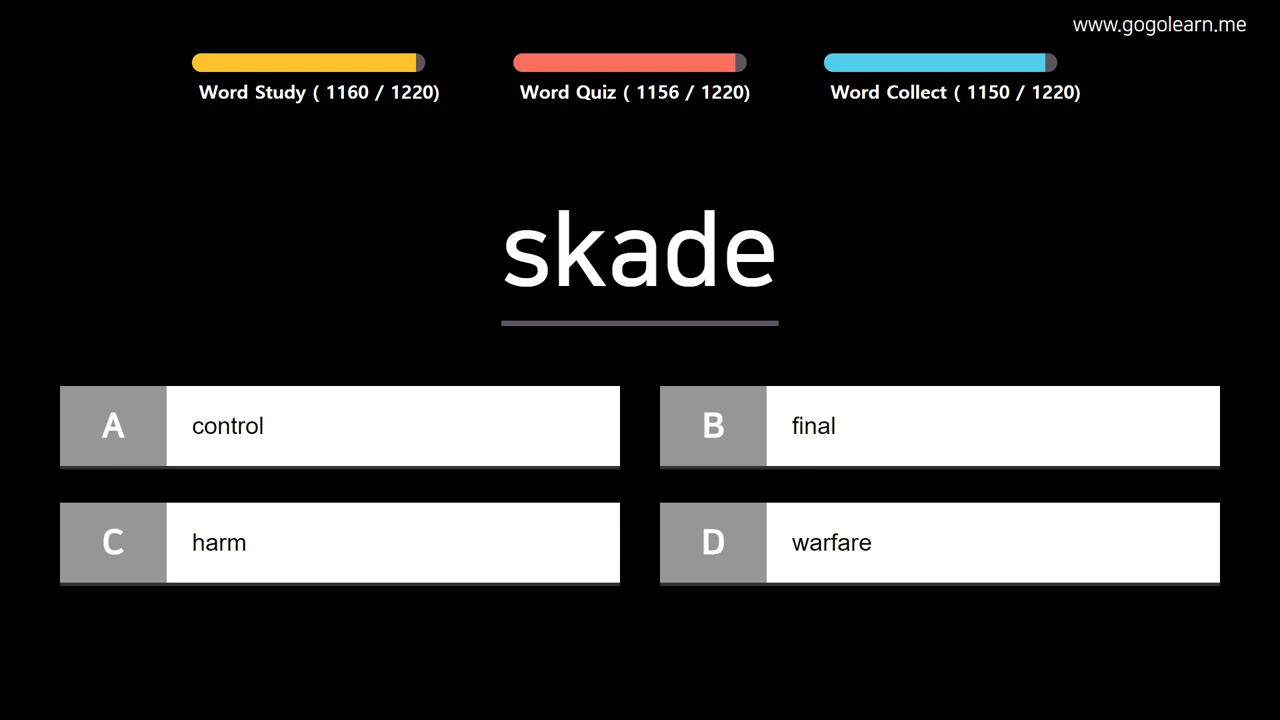 www.gogolearn.me
Word Study ( 1160 / 1220)
Word Quiz ( 1156 / 1220)
Word Collect ( 1150 / 1220)
skade
A control
B final
C harm
D warfare